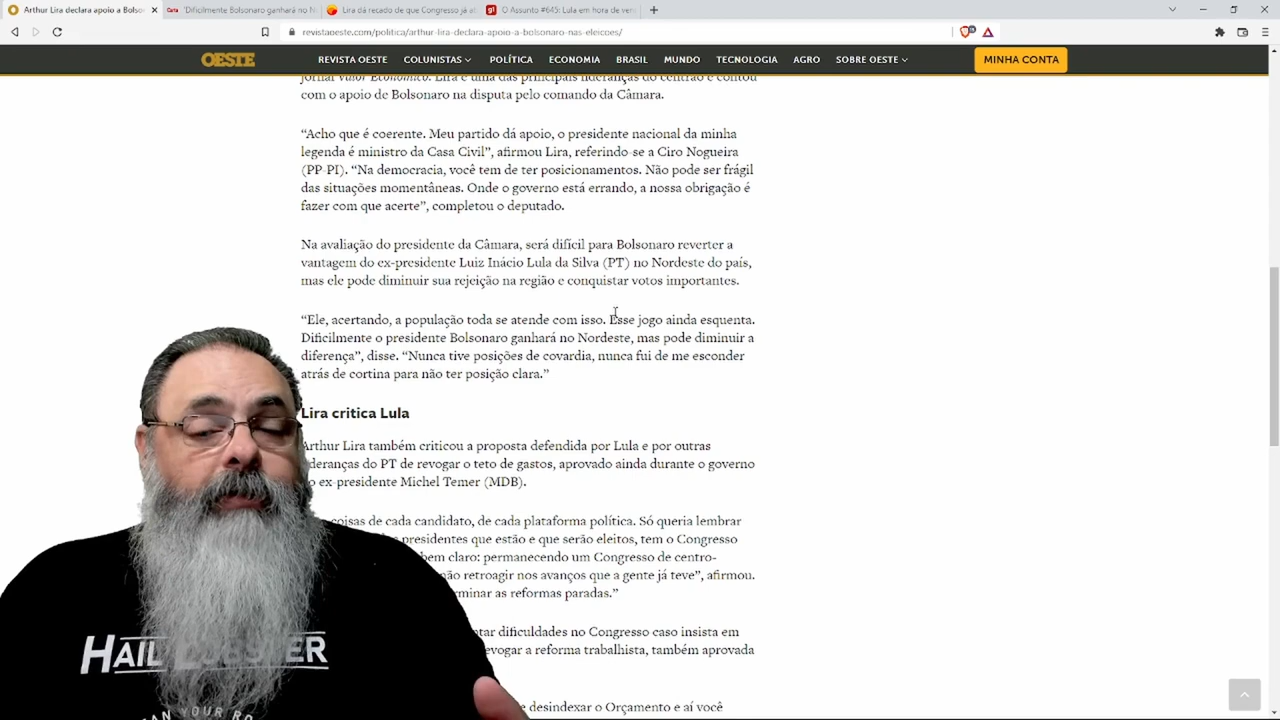 Arthur Lira declara apoio a Bolso
"Dificilmente Bolsonaro ganhará no N
Lira dá recado de que Congresso já at
g1
O Assunto #645: Lula em hora de ver
revistaoeste.com/politica/arthur-lira-declara-apoio-a-bolsonaro-nas-eleicoes/
OESTE
REVISTA OESTE
COLUNISTAS
POLÍTICA
ECONOMIA
BRASIL
MUNDO
TECNOLOGIA
AGRO
SOBRE OESTE
MINHA CONTA
jornal Valor Econômico. Lira é uma das principais lideranças do centrão e contou
com o apoio de Bolsonaro na disputa pelo comando da Câmara.
“Acho que é coerente. Meu partido dá apoio, o presidente nacional da minha
legenda é ministro da Casa Civil”, afirmou Lira, referindo-se a Ciro Nogueira
(PP-PI). “Na democracia, você tem de ter posicionamentos. Não pode ser frágil
das situações momentâneas. Onde o governo está errando, a nossa obrigação é
fazer com que acerte”, completou o deputado.
Na avaliação do presidente da Câmara, será difícil para Bolsonaro reverter a
vantagem do ex-presidente Luiz Inácio Lula da Silva (PT) no Nordeste do país,
mas ele pode diminuir sua rejeição na região e conquistar votos importantes.
“Ele, acertando, a população toda se atende com isso. Esse jogo ainda esquenta.
Dificilmente o presidente Bolsonaro ganhará no Nordeste, mas pode diminuir a
diferença”, disse. “Nunca tive posições de covardia, nunca fui de me esconder
atrás de cortina para não ter posição clara.”
Lira critica Lula
Arthur Lira também criticou a proposta defendida por Lula e por outras
ideranças do PT de revogar o teto de gastos, aprovado ainda durante o governo
o ex-presidente Michel Temer (MDB).
coisas de cada candidato, de cada plataforma política. Só queria lembrar
presidentes que estão e que serão eleitos, tem o Congresso
bem claro: permanecendo um Congresso de centro-
não retroagir nos avanços que a gente já teve”, afirmou.
rminar as reformas paradas.”
ntar dificuldades no Congresso caso insista em
evogar a reforma trabalhista, também aprovada
e desindexar o Orçamento e aí você
HAIL ER
AN YOUR RO